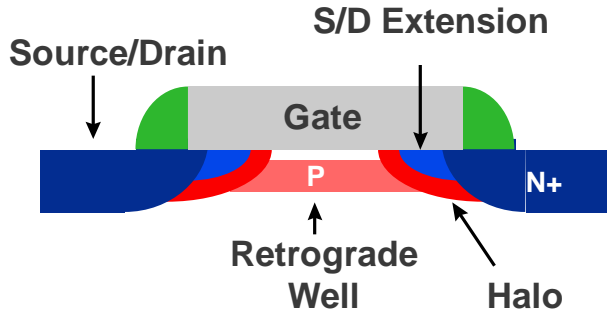 S/D Extension
Source/Drain
Gate
P
N+
Retrograde
Well
Halo